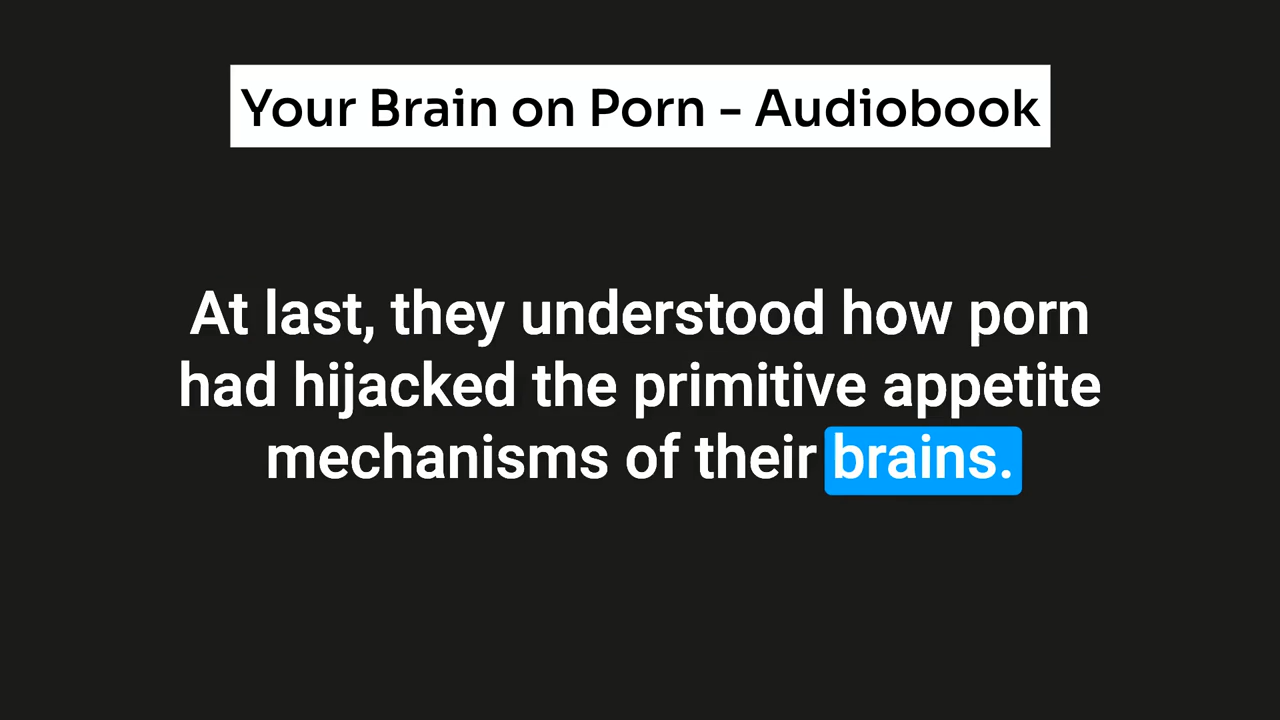 Your Brain on Porn - Audiobook
At last, they understood how porn
had hijacked the primitive appetite
mechanisms of their brains.